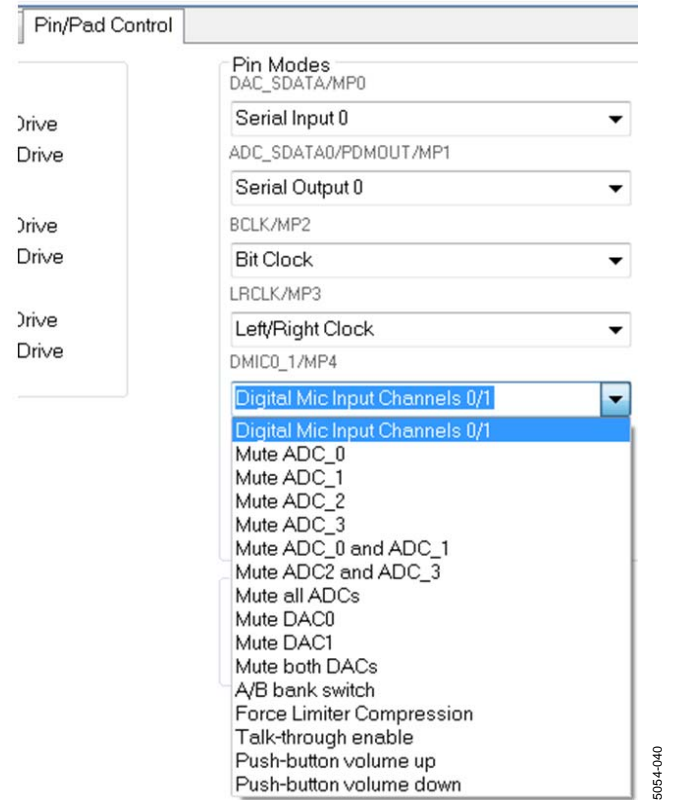 Pin/Pad Control
Drive
Drive
Drive
Drive
Drive
Drive
Pin Modes
DAC_SDATA/MP0
Serial Input 0
ADC_SDATA0/PDMOUT/MP1
Serial Output 0
BCLK/MP2
Bit Clock
LRCLK/MP3
Left/Right Clock
DMIC0_1/MP4
Digital Mic Input Channels 0/1
Digital Mic Input Channels 0/1
Mute ADC_0
Mute ADC_1
Mute ADC_2
Mute ADC_3
Mute ADC_0 and ADC_1
Mute ADC2 and ADC_3
Mute all ADCs
Mute DAC0
Mute DAC1
Mute both DACs
A/B bank switch
Force Limiter Compression
Talk-through enable
Push-button volume up
Push-button volume down
5054-040